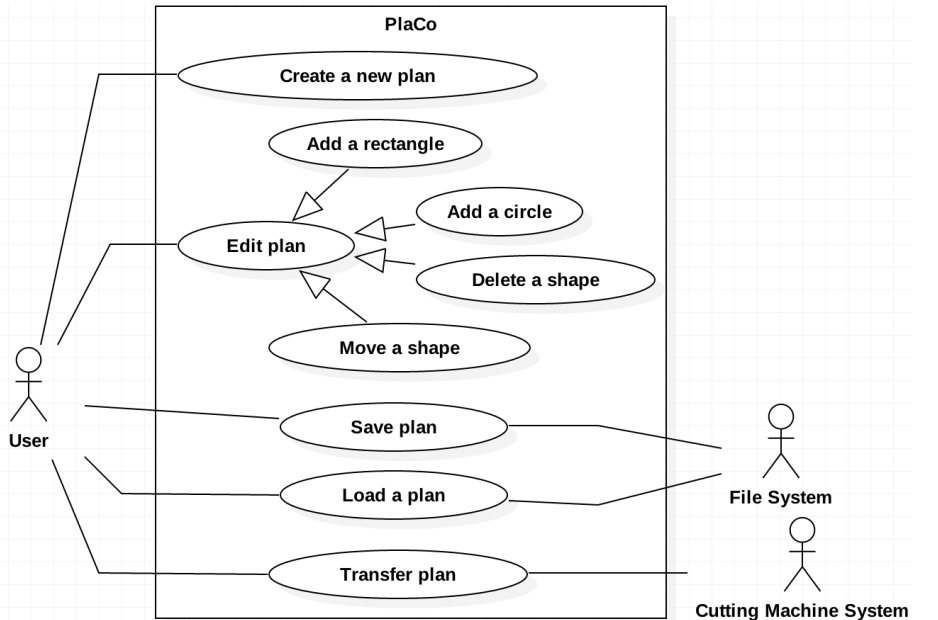 PlaCo
Create a new plan
Add a rectangle
Add a circle
Edit plan
Delete a shape
Move a shape
User
Save plan
Load a plan
File System
Transfer plan
Cutting Machine System